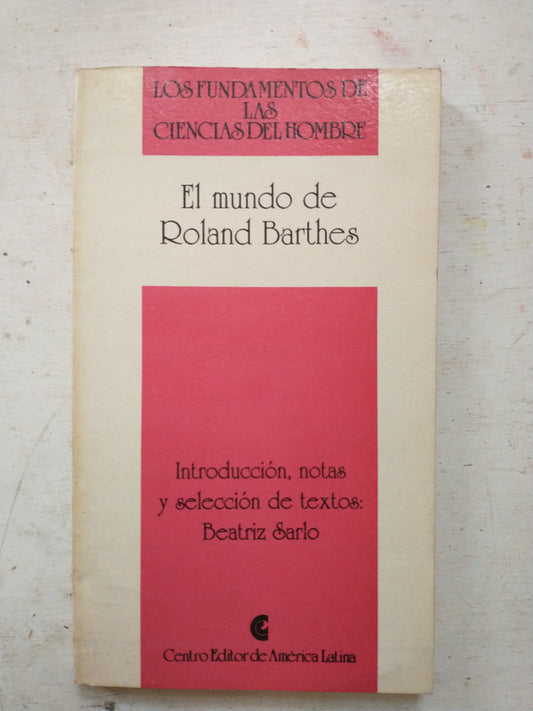 LOS FUNDAMENTOS DE
LAS
CIENCIAS DEL HOMBRE
El mundo de
Roland Barthes
Introducción, notas
y selección de textos:
Beatriz Sarlo
Centro Editor de América Latina